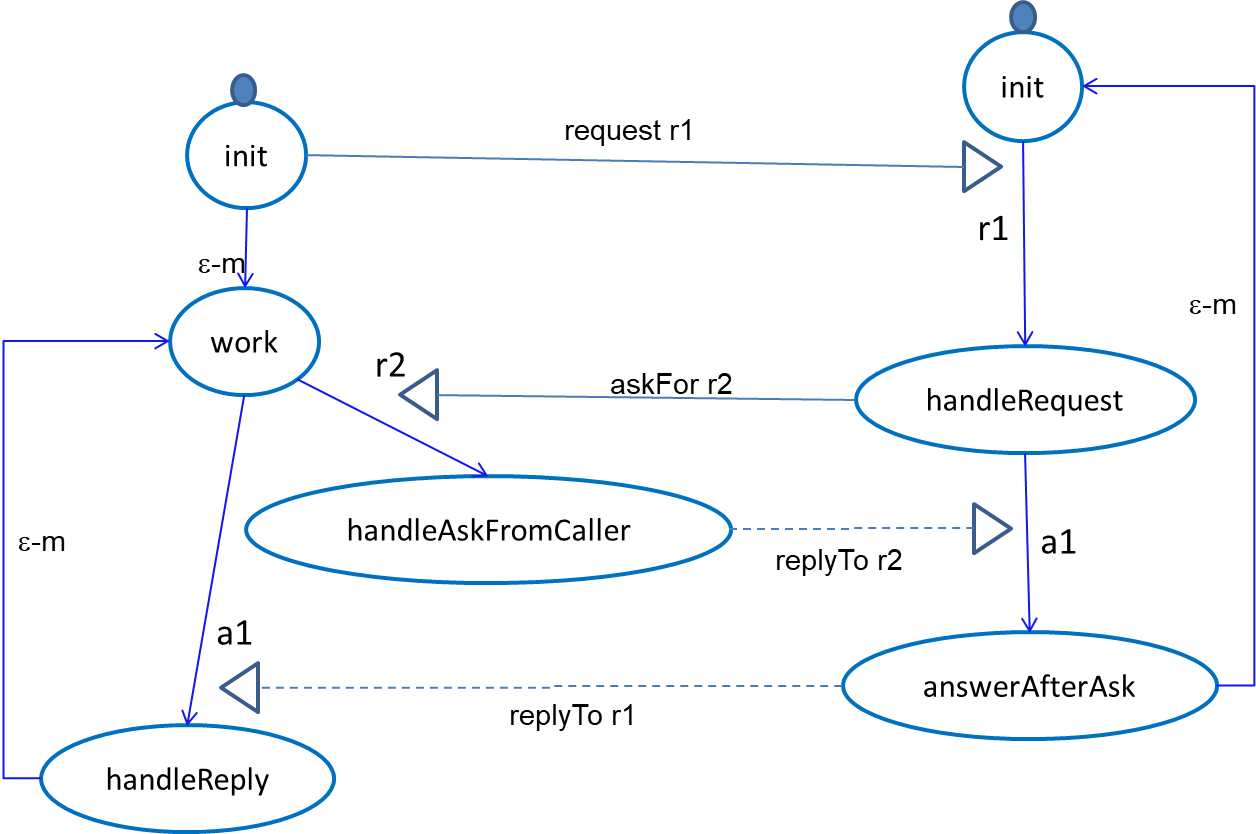 init
request r1
init
r1
ε-m
ε-m
work
r2
askFor r2
handleRequest
handleAskFromCaller
ε-m
a1
replyTo r2
a1
answerAfterAsk
replyTo r1
handleReply